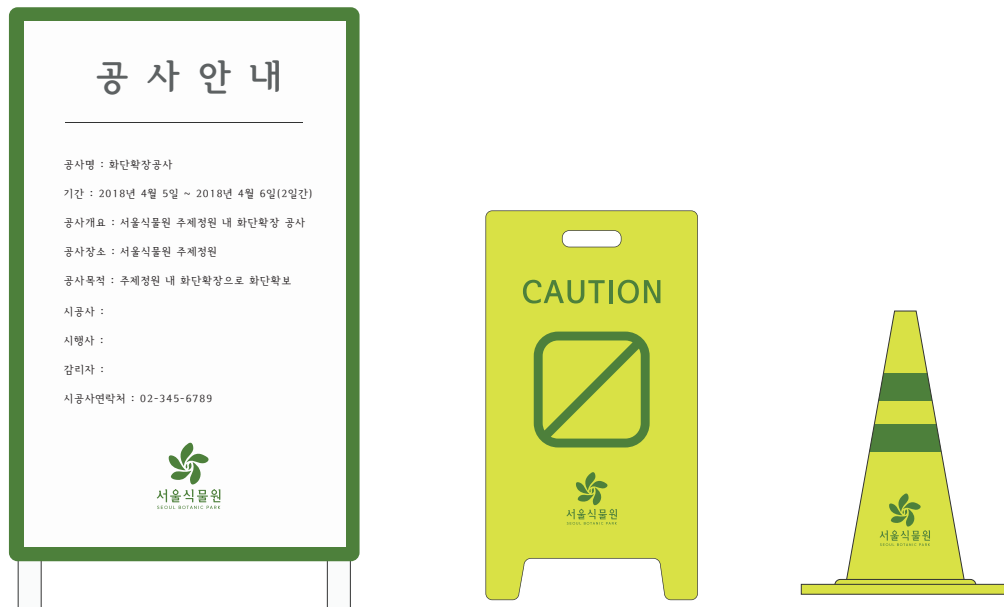 공 사 안 내
공사명 : 화단확장공사
기간 : 2018년 4월 5일 ~ 2018년 4월 6일(2일간)
공사개요 : 서울식물원 주제정원 내 화단확장 공사
공사장소 : 서울식물원 주제정원
공사목적 : 주제정원 내 화단확장으로 화단확보
시공사 :
시행사 :
감리자 :
시공사연락처 : 02-345-6789
서울식물원
SEOUL BOTANIC PARK
CAUTION
서울식물원
SEOUL BOTANIC PARK
서울식물원
SEOUL BOTANIC PARK